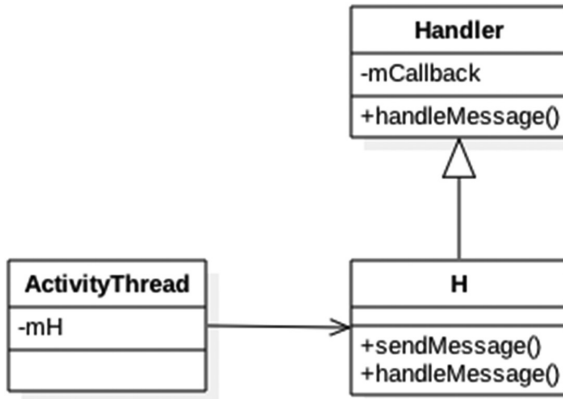 Handler
-mCallback
+handleMessage()
ActivityThread
-mH
H
+sendMessage()
+handleMessage()